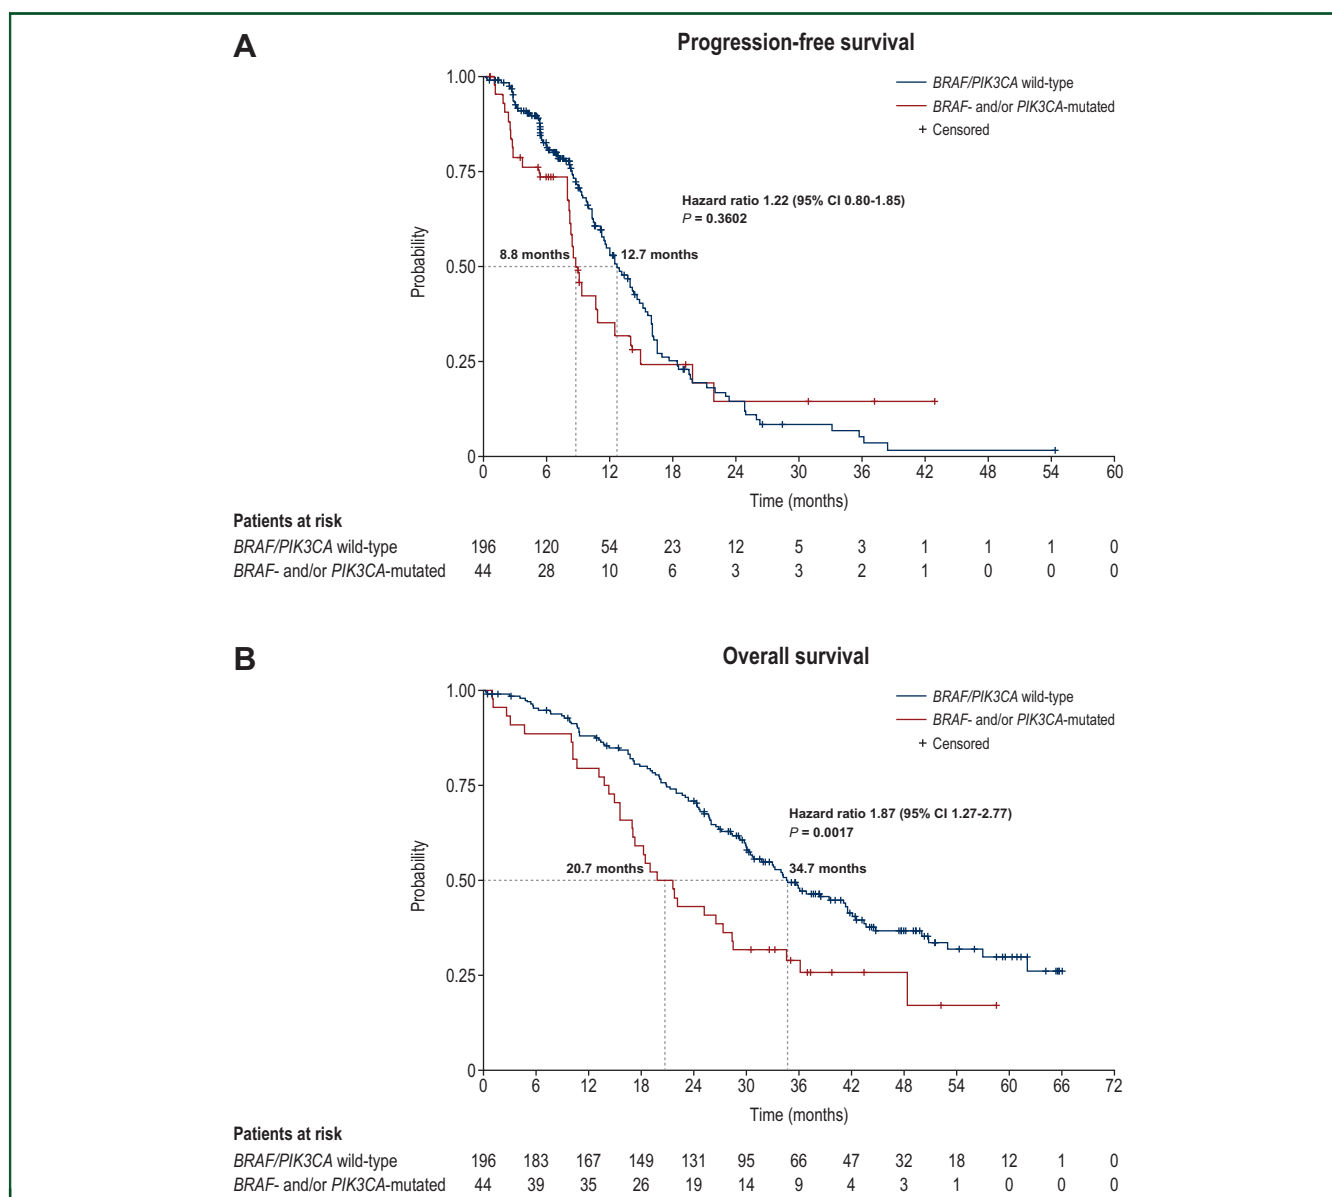 A
Progression-free survival
BRAF/PIK3CA wild-type
BRAF- and/or PIK3CA-mutated
+ Censored
1.00
0.75
0.50
0.25
0
Probability
Hazard ratio 1.22 (95% CI 0.80-1.85)
P = 0.3602
8.8 months
12.7 months
0 6 12 18 24 30 36 42 48 54 60
Time (months)
Patients at risk
BRAF/PIK3CA wild-type 196 120 54 23 12 5 3 1 1 1 0
BRAF- and/or PIK3CA-mutated 44 28 10 6 3 3 2 1 0 0 0
B
Overall survival
BRAF/PIK3CA wild-type
BRAF- and/or PIK3CA-mutated
+ Censored
1.00
0.75
0.50
0.25
0
Probability
Hazard ratio 1.87 (95% CI 1.27-2.77)
P = 0.0017
20.7 months
34.7 months
0 6 12 18 24 30 36 42 48 54 60 66 72
Time (months)
Patients at risk
BRAF/PIK3CA wild-type 196 183 167 149 131 95 66 47 32 18 12 1 0
BRAF- and/or PIK3CA-mutated 44 39 35 26 19 14 9 4 3 1 0 0 0